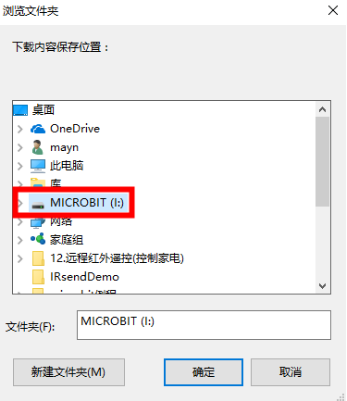 浏览文件夹
下载内容保存位置：
桌面
OneDrive
mayn
此电脑
库
MICROBIT (I:)
网络
家庭组
12.远程红外遥控(控制家电)
IRsendDemo
文件夹(F):
MICROBIT (I:)
新建文件夹(M)
确定
取消